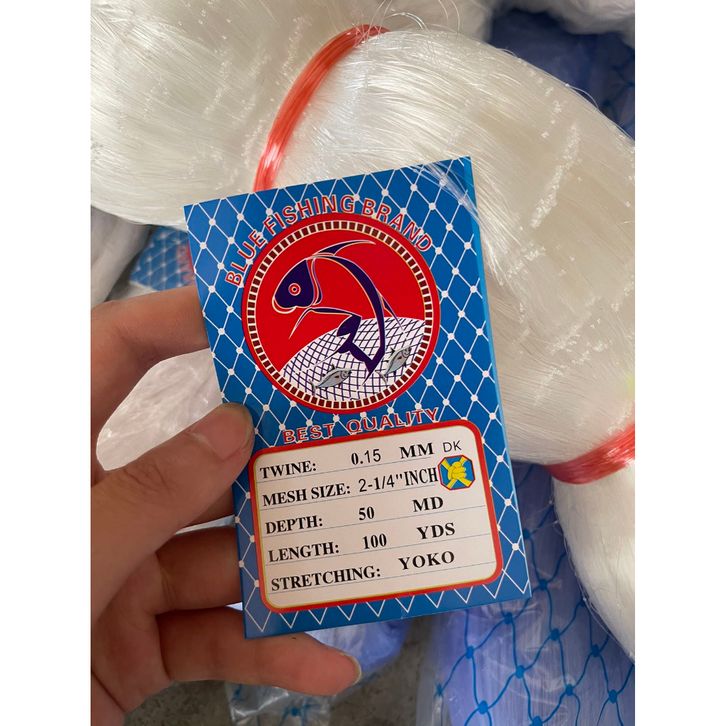 BLUE FISHING BRAND
BEST QUALITY
TWINE: 0.15 MM DK
MESH SIZE: 2-1/4"INCH
DEPTH: 50 MD
LENGTH: 100 YDS
STRETCHING: YOKO